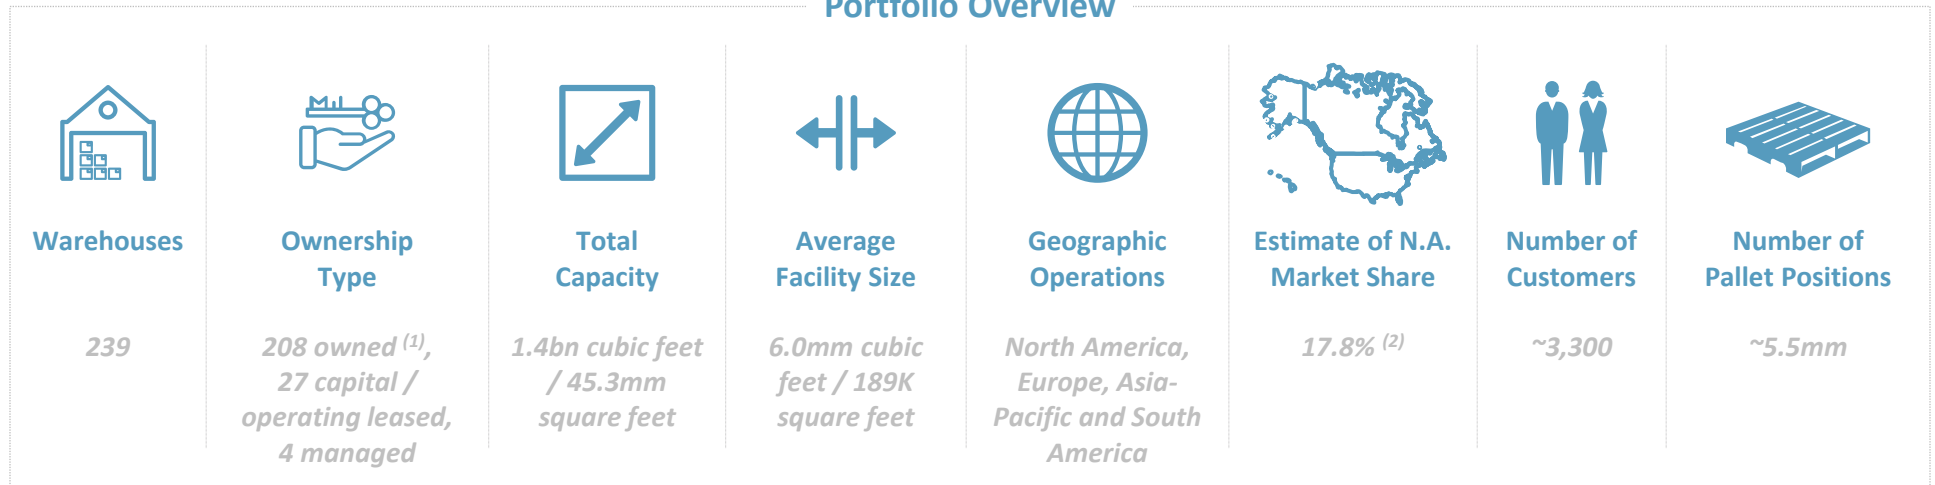 Portfolio Overview
Warehouses
239
Ownership
Type
208 owned (1),
27 capital /
operating leased,
4 managed
Total
Capacity
1.4bn cubic feet
/ 45.3mm
square feet
Average
Facility Size
6.0mm cubic
feet / 189K
square feet
Geographic
Operations
North America,
Europe, Asia-
Pacific and South
America
Estimate of N.A.
Market Share
17.8% (2)
Number of
Customers
~3,300
Number of
Pallet Positions
~5.5mm